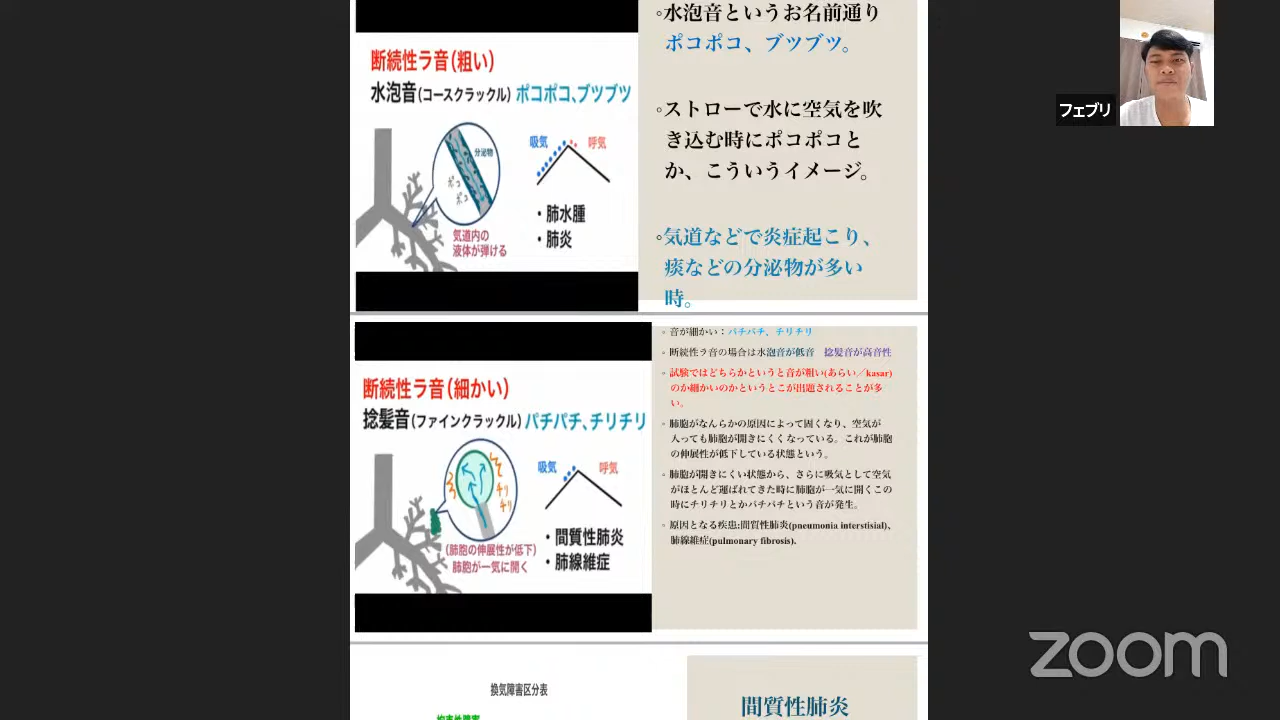 断続性ラ音(粗い)
水泡音(コースクラックル) ポコポコ、ブツブツ
分泌物
ポコ
ポコ
気道内の
液体が弾ける
吸気 呼気
・肺水腫
・肺炎
◦水泡音というお名前通り
ポコポコ、ブツブツ。
◦ストローで水に空気を吹
き込む時にポコポコと
か、こういうイメージ。
◦気道などで炎症起こり、
痰などの分泌物が多い
時。
フェブリ
断続性ラ音(細かい)
捻髪音(ファインクラックル) パチパチ、チリチリ
チリ
チリ
(肺胞の伸展性が低下)
肺胞が一気に開く
吸気 呼気
・間質性肺炎
・肺線維症
◦ 音が細かい：パチパチ、チリチリ
◦ 断続性ラ音の場合は水泡音が低音 捻髪音が高音性
◦ 試験ではどちらかというと音が粗い(あらい／kasar)
のか細かいのかというとこが出題されることが多
い。
◦ 肺胞がなんらかの原因によって固くなり、空気が
入っても肺胞が開きにくくなっている。これが肺胞
の伸展性が低下している状態という。
◦ 肺胞が開きにくい状態から、さらに吸気として空気
がほとんど運ばれてきた時に肺胞が一気に開くこの
時にチリチリとかパチパチという音が発生。
◦ 原因となる疾患:間質性肺炎(pneumonia interstisial)、
肺線維症(pulmonary fibrosis).
換気障害区分表
拘束性障害
間質性肺炎
zoom